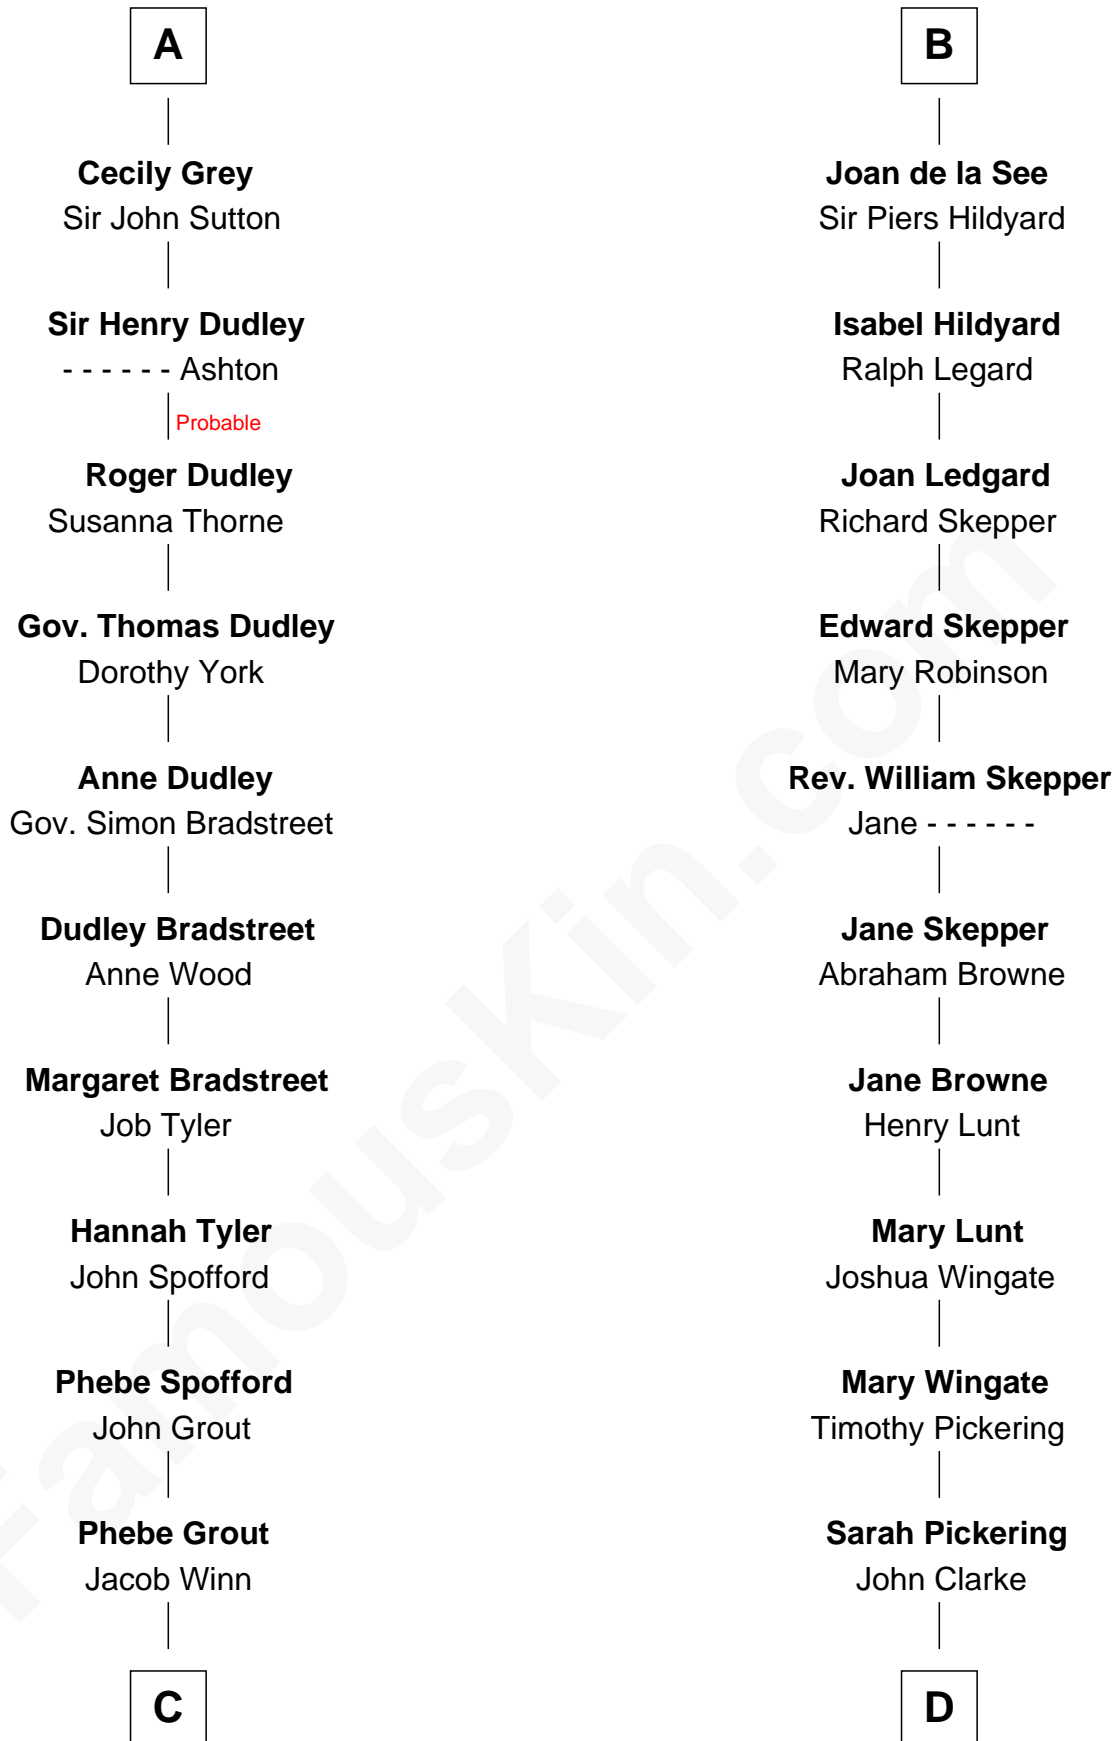 A
Cecily Grey
Sir John Sutton
Sir Henry Dudley
- - - - - - Ashton
Probable
Roger Dudley
Susanna Thorne
Gov. Thomas Dudley
Dorothy York
Anne Dudley
Gov. Simon Bradstreet
Dudley Bradstreet
Anne Wood
Margaret Bradstreet
Job Tyler
Hannah Tyler
John Spofford
Phebe Spofford
John Grout
Phebe Grout
Jacob Winn
C
B
Joan de la See
Sir Piers Hildyard
Isabel Hildyard
Ralph Legard
Joan Ledgard
Richard Skepper
Edward Skepper
Mary Robinson
Rev. William Skepper
Jane - - - - - -
Jane Skepper
Abraham Browne
Jane Browne
Henry Lunt
Mary Lunt
Joshua Wingate
Mary Wingate
Timothy Pickering
Sarah Pickering
John Clarke
D
FamousKin.com